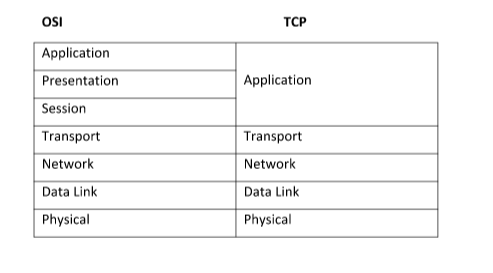 OSI TCP
Application
Presentation Application
Session
Transport Transport
Network Network
Data Link Data Link
Physical Physical